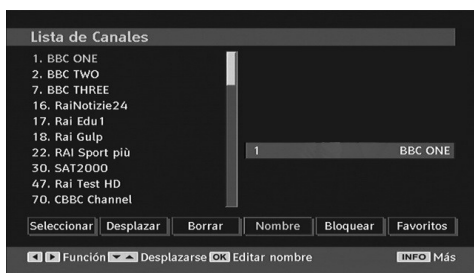 Lista de Canales
1. BBC ONE
2. BBC TWO
7. BBC THREE
16. RaiNotizie24
17. Rai Edu1
18. Rai Gulp
22. RAI Sport più
30. SAT2000
47. Rai Test HD
70. CBBC Channel
1 BBC ONE
Seleccionar Desplazar Borrar Nombre Bloquear Favoritos
Función Desplazarse OK Editar nombre INFO Más